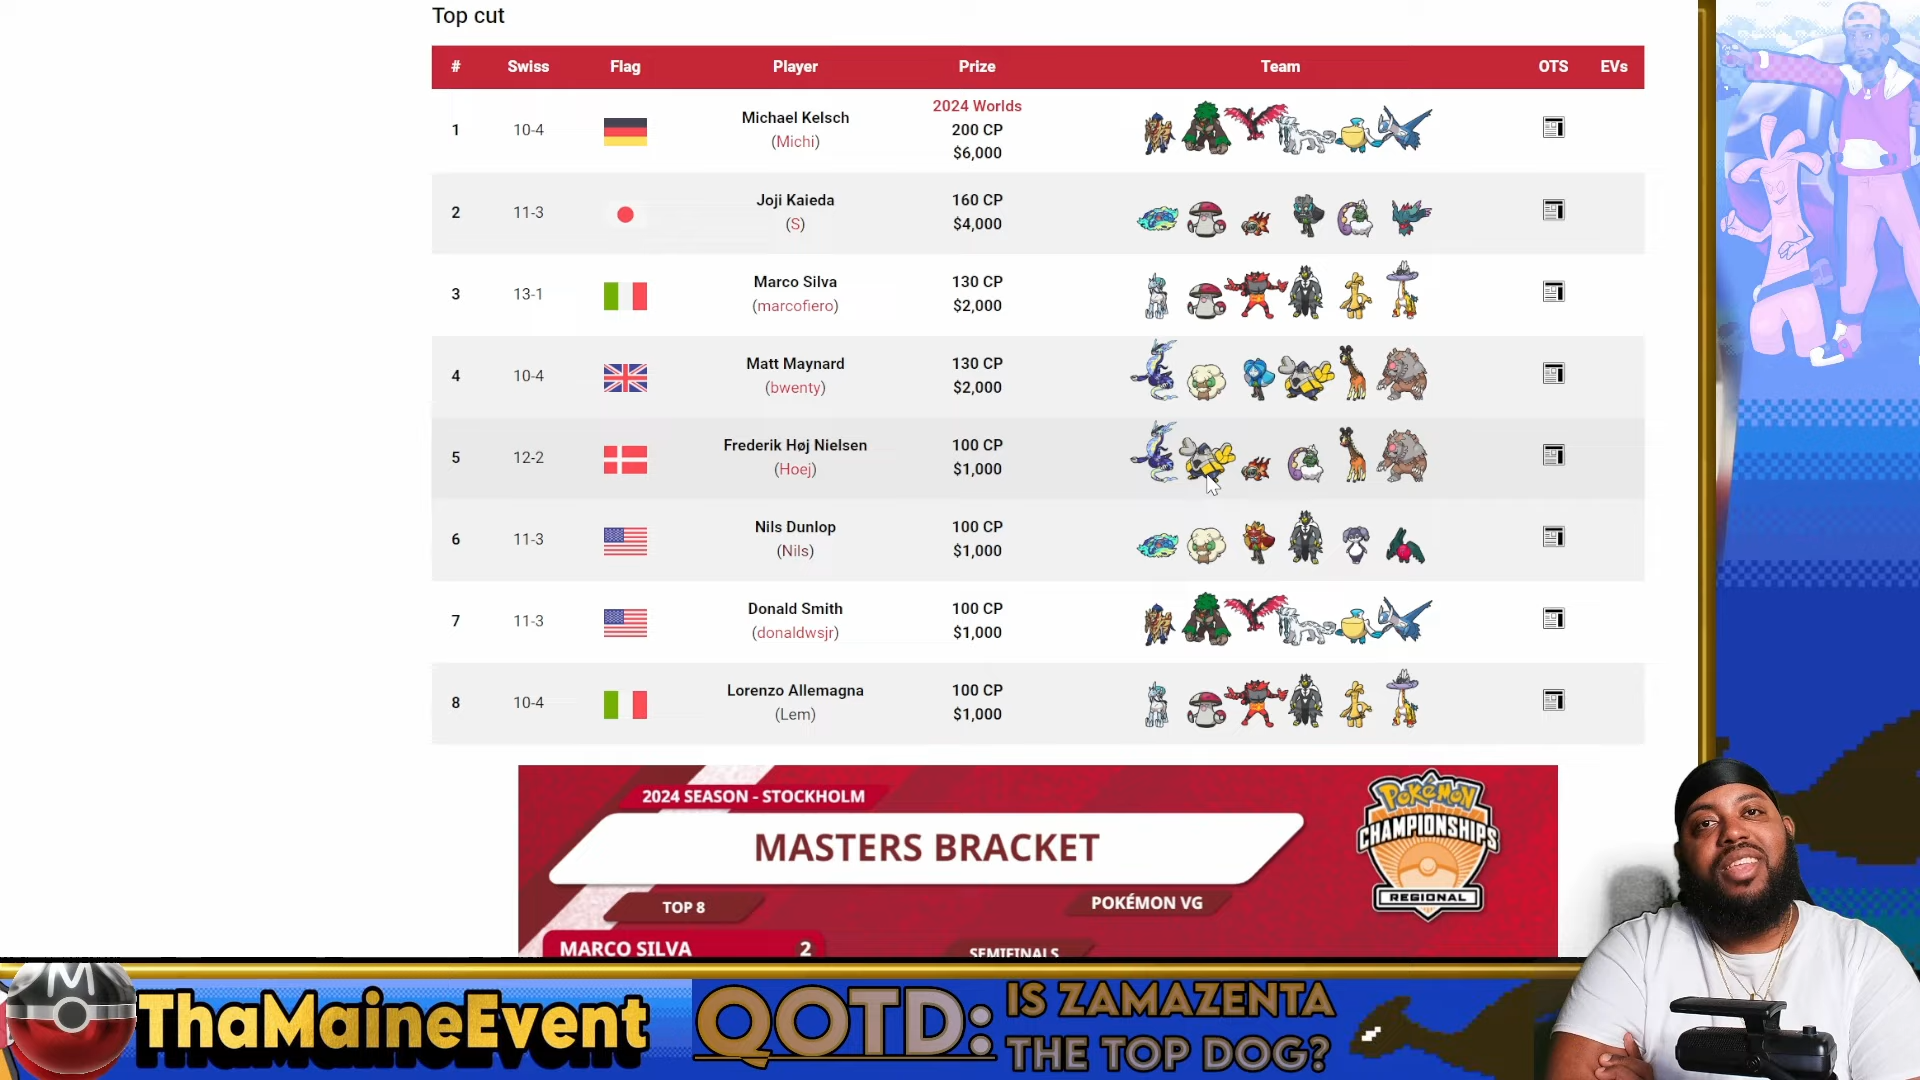 Top cut
# Swiss Flag Player Prize Team OTS EVs
1 10-4 Michael Kelsch (Michi) 2024 Worlds 200 CP $6,000
2 11-3 Joji Kaieda (S) 160 CP $4,000
3 13-1 Marco Silva (marcofiero) 130 CP $2,000
4 10-4 Matt Maynard (bwenty) 130 CP $2,000
5 12-2 Frederik Høj Nielsen (Hoej) 100 CP $1,000
6 11-3 Nils Dunlop (Nils) 100 CP $1,000
7 11-3 Donald Smith (donaldwsjr) 100 CP $1,000
8 10-4 Lorenzo Allemagna (Lem) 100 CP $1,000
2024 SEASON - STOCKHOLM
MASTERS BRACKET
TOP 8
POKÉMON VG
MARCO SILVA 2
SEMIFINALS
POKéMON
CHAMPIONSHIPS
REGIONAL
M
ThaMaineEvent
QOTD: IS ZAMAZENTA
THE TOP DOG?